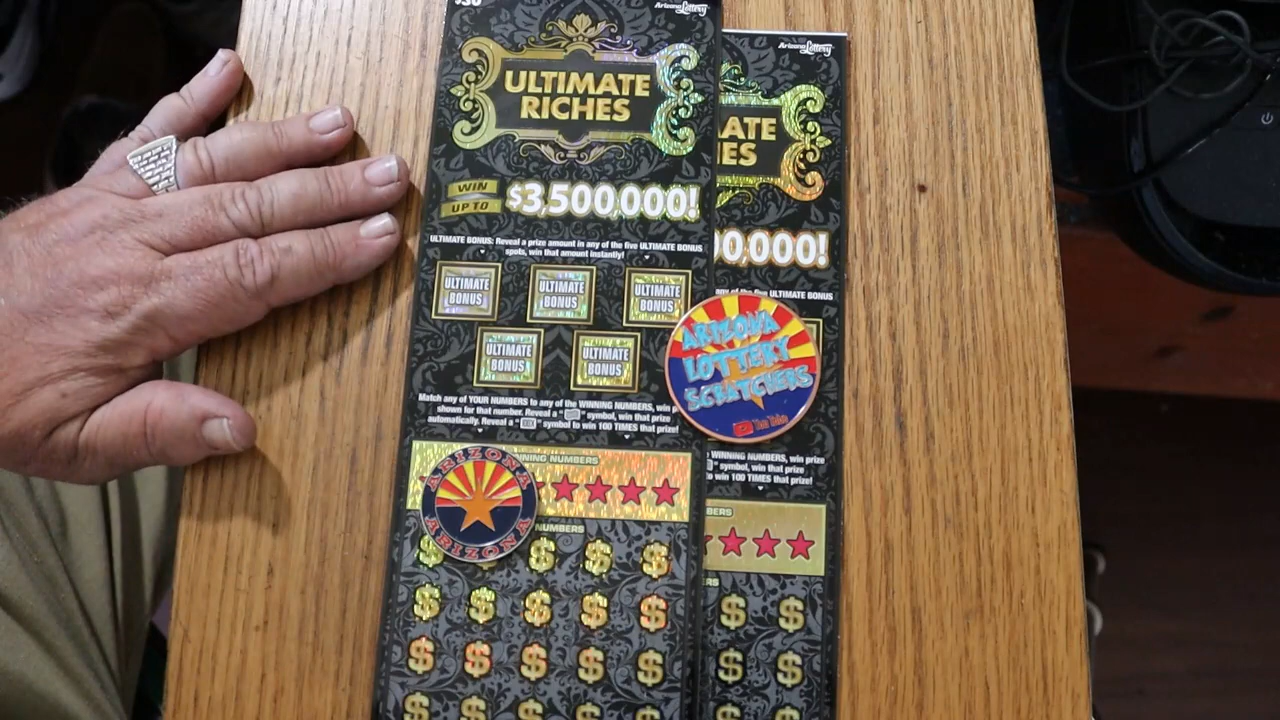 $30
Arizona Lottery
ULTIMATE
RICHES
WIN
UP TO
$3,500,000!
ULTIMATE BONUS: Reveal a prize amount in any of the five ULTIMATE BONUS
spots, win that amount instantly!
ULTIMATE
BONUS
ULTIMATE
BONUS
ULTIMATE
BONUS
ULTIMATE
BONUS
ULTIMATE
BONUS
Match any of YOUR NUMBERS to any of the WINNING NUMBERS, win p
shown for that number. Reveal a " " symbol, win that prize
automatically. Reveal a " " symbol to win 100 TIMES that prize!
NNING NUMBERS
NUMBERS
ARIZONA
ARIZONA
$ $ $ $
$ $ $ $ $
$ $ $ $ $
$ $ $ $ $
Arizona Lottery
ATE
ES
00,000!
any of the five ULTIMATE BONUS
ARIZONA
LOTTERY
SCRATCHERS
YouTube
WINNING NUMBERS, win prize
" symbol, win that prize
to win 100 TIMES that prize!
BERS
ERS
$ $
$ $
$ $